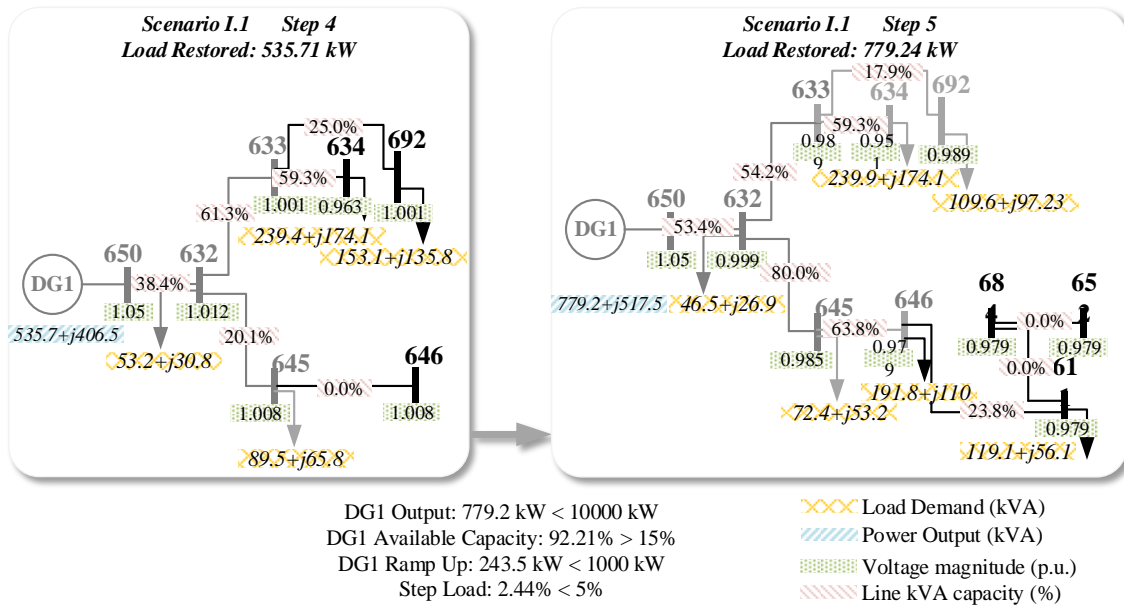 Scenario I.1 Step 4
Load Restored: 535.71 kW
25.0%
692
633
634
59.3%
1.001
0.963
1.001
61.3%
239.4+j174.1
153.1+j135.8
650
632
DG1
38.4%
1.05
1.012
535.7+j406.5
20.1%
53.2+j30.8
645
646
0.0%
1.008
1.008
89.5+j65.8
Scenario I.1 Step 5
Load Restored: 779.24 kW
17.9%
633
634
692
59.3%
0.98
9
0.95
1
0.989
54.2%
239.9+j174.1
109.6+j97.23
650
632
DG1
53.4%
1.05
0.999
80.0%
779.2+j517.5
46.5+j26.9
645
646
63.8%
0.985
0.97
9
191.8+j110
72.4+j53.2
68
4
65
2
0.0%
0.979
0.979
0.0%
61
1
23.8%
0.979
119.1+j56.1
DG1 Output: 779.2 kW < 10000 kW
DG1 Available Capacity: 92.21% > 15%
DG1 Ramp Up: 243.5 kW < 1000 kW
Step Load: 2.44% < 5%
Load Demand (kVA)
Power Output (kVA)
Voltage magnitude (p.u.)
Line kVA capacity (%)